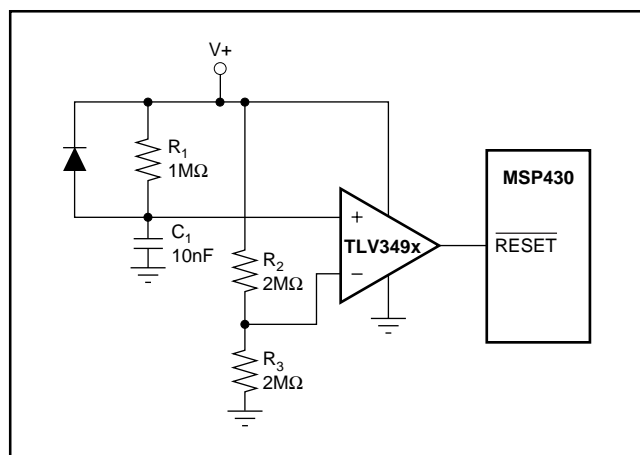 V+
R1
1MΩ
C1
10nF
R2
2MΩ
R3
2MΩ
+
TLV349x
−
MSP430
RESET